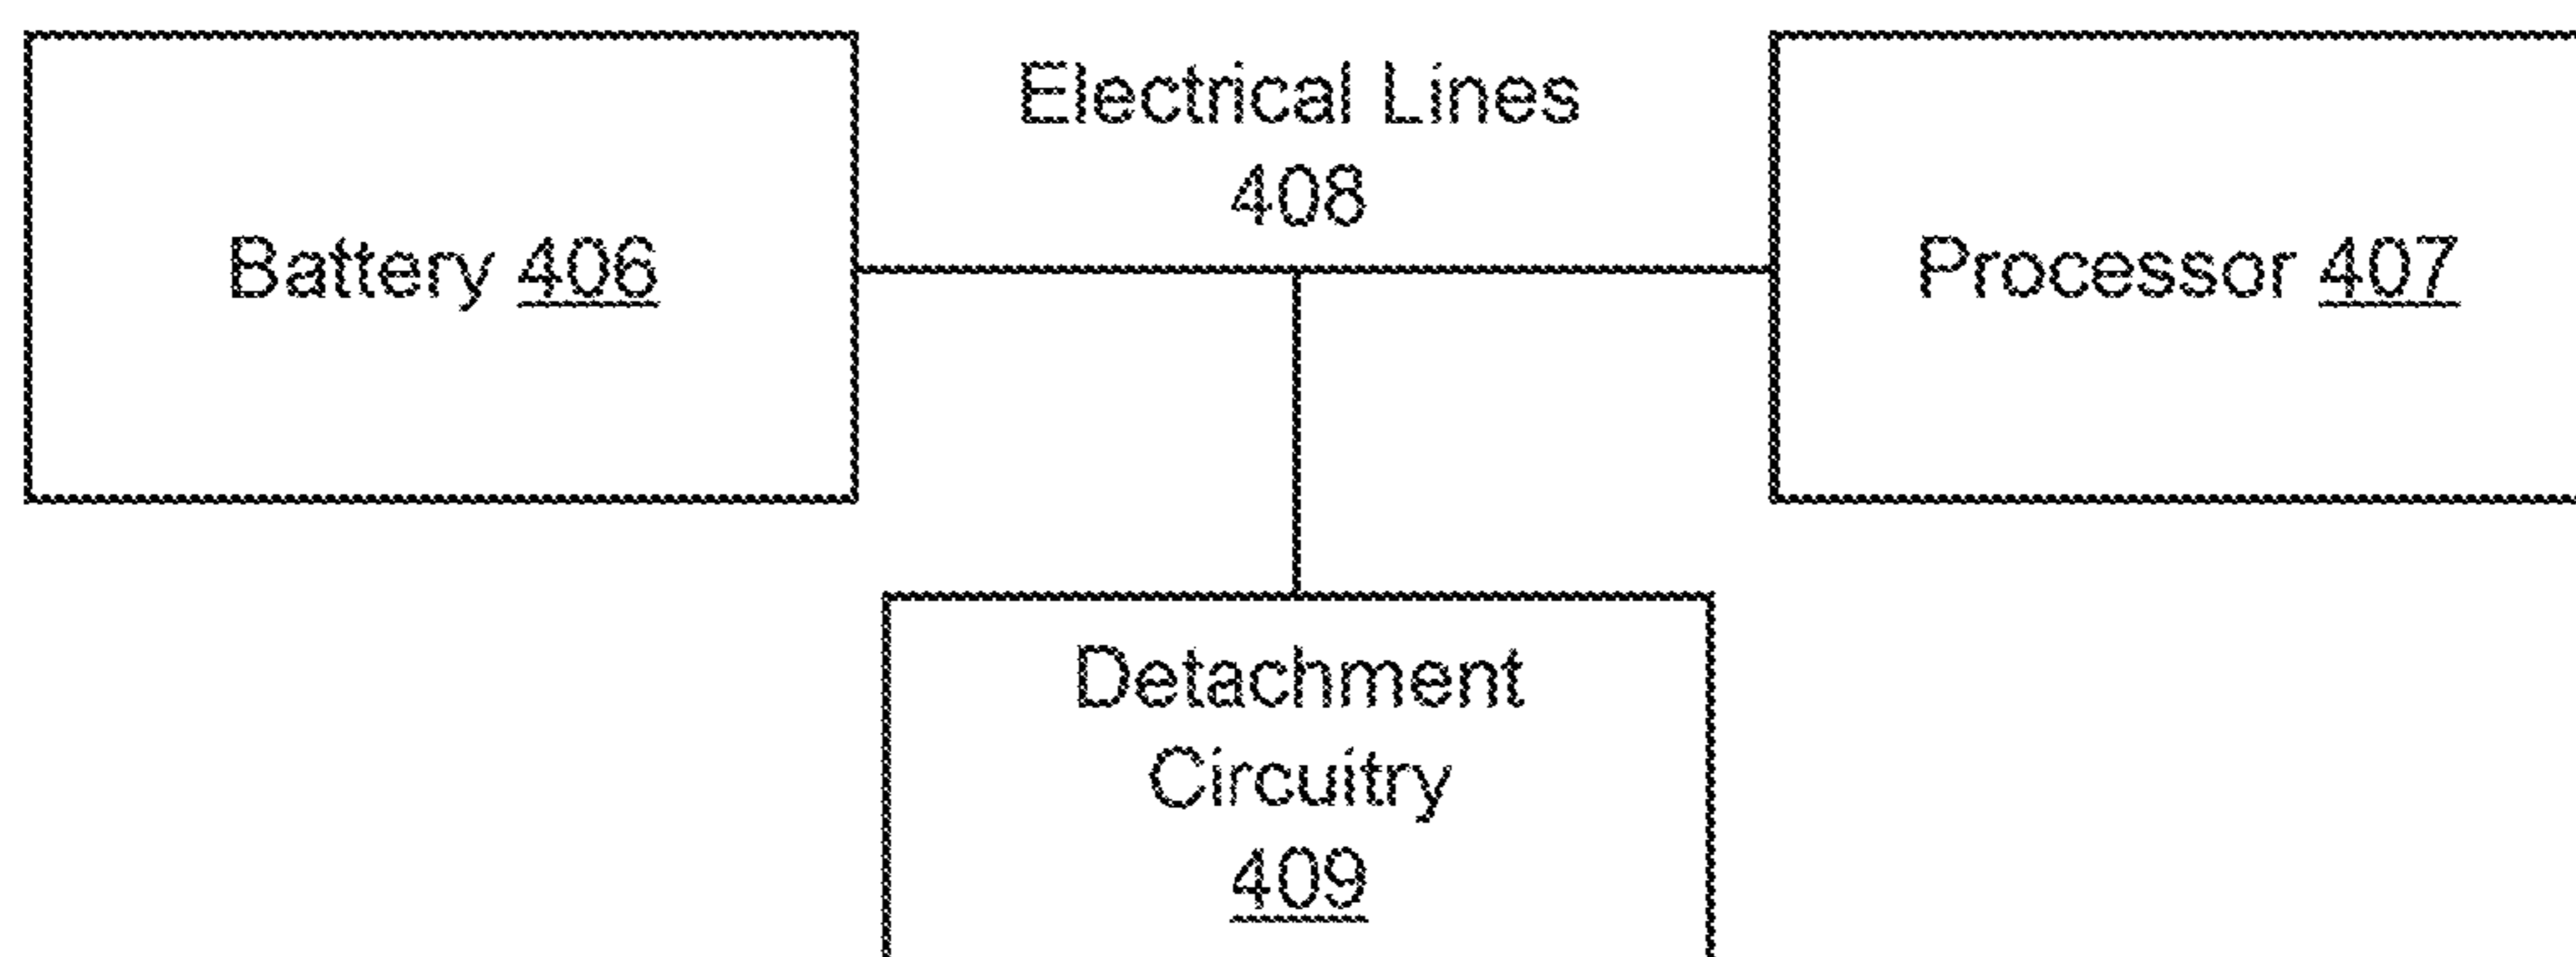 Electrical Lines
408
Battery 406
Processor 407
Detachment
Circuitry
409